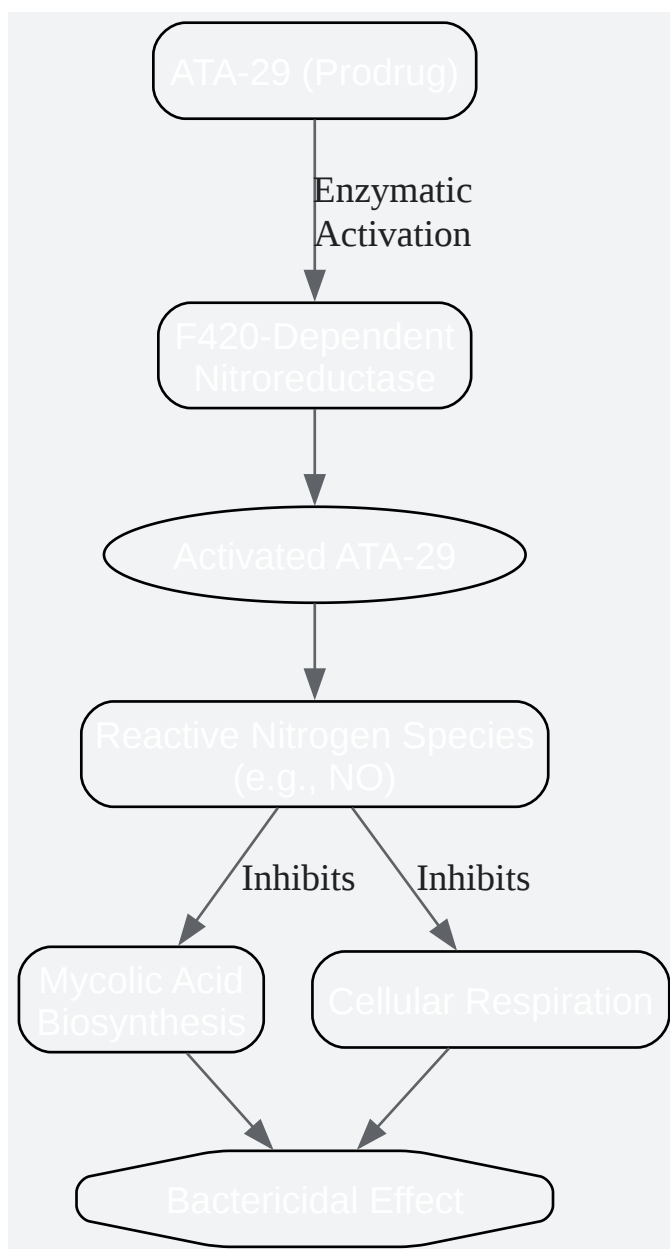 ATA-29 (Prodrug)
Enzymatic
Activation
F420-Dependent
Nitroreductase
Activated ATA-29
Reactive Nitrogen Species
(e.g., NO)
Inhibits
Inhibits
Mycolic Acid
Biosynthesis
Cellular Respiration
Bactericidal Effect